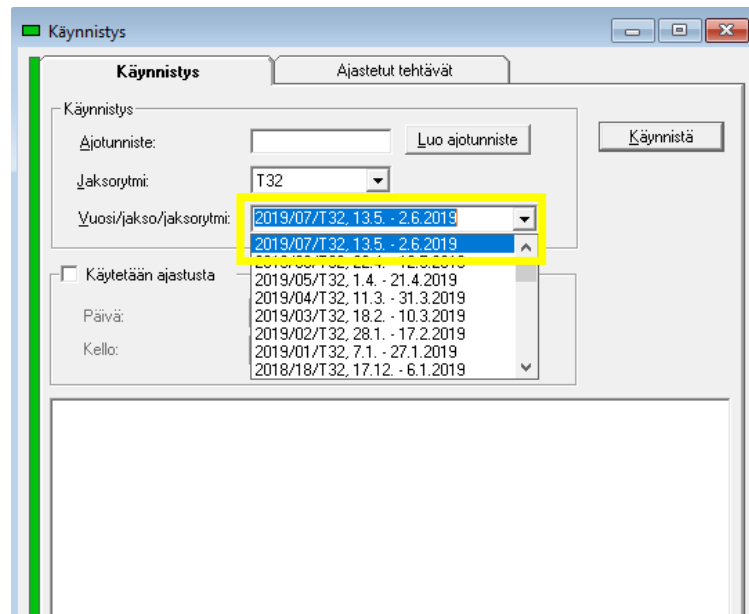 Käynnistys
Käynnistys
Ajastetut tehtävät
Käynnistys
Ajotunniste:
Luo ajotunniste
Käynnistä
Jaksorytmi:
T32
Vuosi/jakso/jaksorytmi:
2019/07/T32, 13.5. - 2.6.2019
2019/07/T32, 13.5. - 2.6.2019
Käytetään ajastusta
2019/05/T32, 1.4. - 21.4.2019
2019/04/T32, 11.3. - 31.3.2019
Päivä:
2019/03/T32, 18.2. - 10.3.2019
2019/02/T32, 28.1. - 17.2.2019
Kello:
2019/01/T32, 7.1. - 27.1.2019
2018/18/T32, 17.12. - 6.1.2019